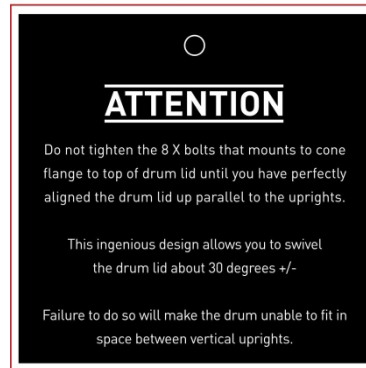 ATTENTION
Do not tighten the 8 X bolts that mounts to cone
flange to top of drum lid until you have perfectly
aligned the drum lid up parallel to the uprights.
This ingenious design allows you to swivel
the drum lid about 30 degrees +/-
Failure to do so will make the drum unable to fit in
space between vertical uprights.